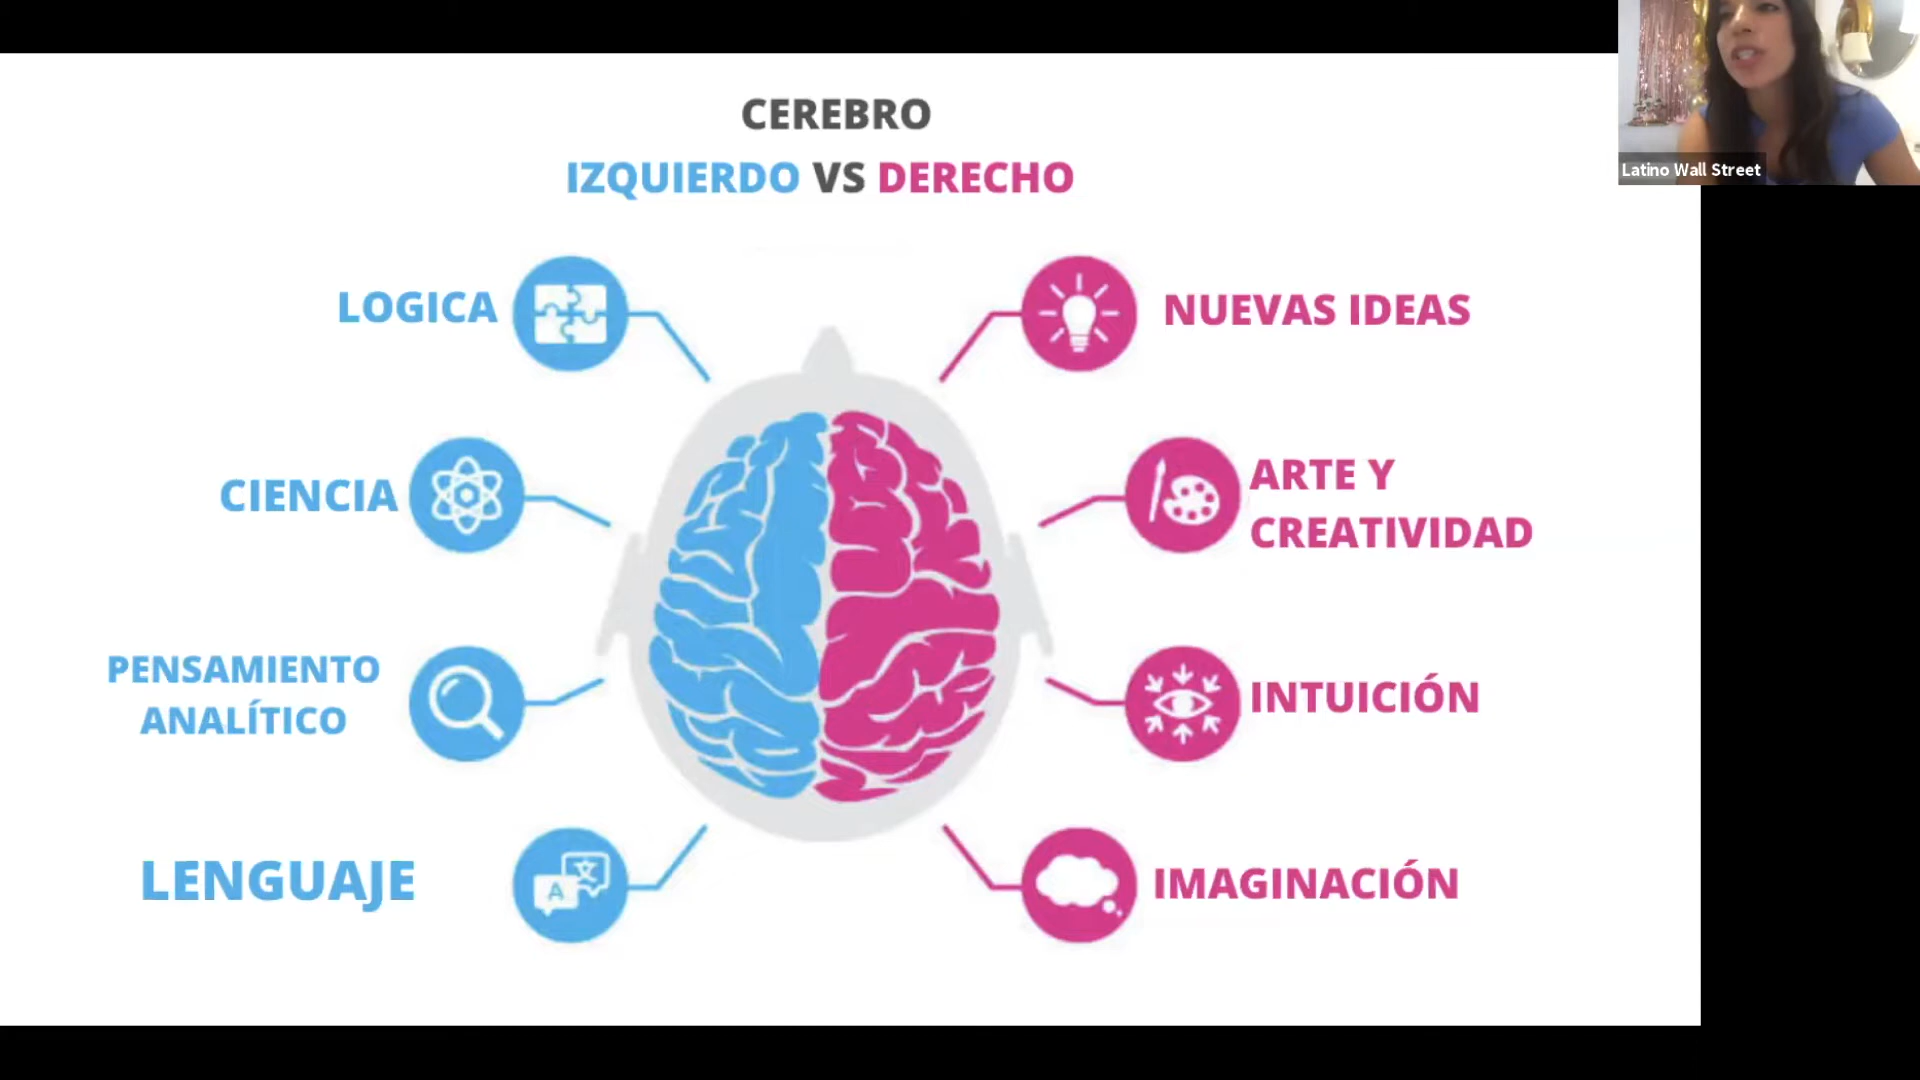 CEREBRO
IZQUIERDO VS DERECHO
Latino Wall Street
LOGICA
NUEVAS IDEAS
CIENCIA
ARTE Y
CREATIVIDAD
PENSAMIENTO
ANALÍTICO
INTUICIÓN
LENGUAJE
A
IMAGINACIÓN